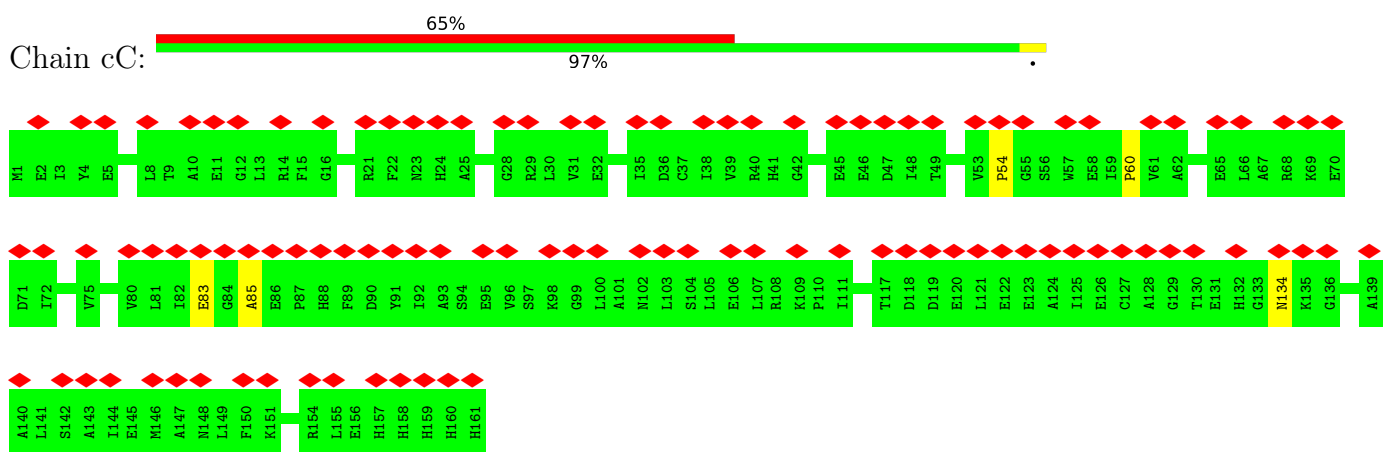 65%
Chain cC:
97%
.
M1 E2 I3 Y4 E5 L8 T9 A10 E11 G12 L13 R14 F15 G16 R21 F22 N23 H24 A25 G28 R29 L30 V31 E32 I35 D36 C37 I38 V39 R40 H41 G42 E45 E46 D47 I48 T49 V53 P54 G55 S56 W57 E58 I59 P60 V61 A62 E65 L66 A67 R68 K69 E70
D71 I72 V75 V80 L81 I82 E83 G84 A85 E86 P87 H88 F89 D90 Y91 I92 A93 S94 E95 V96 S97 K98 G99 L100 A101 N102 L103 S104 L105 E106 L107 R108 K109 P110 I111 T117 D118 D119 E120 L121 E122 E123 A124 I125 E126 C127 A128 G129 T130 E131 H132 G133 N134 K135 G136 A139
A140 L141 S142 A143 I144 E145 M146 A147 N148 L149 F150 K151 R154 L155 E156 H157 H158 H159 H160 H161